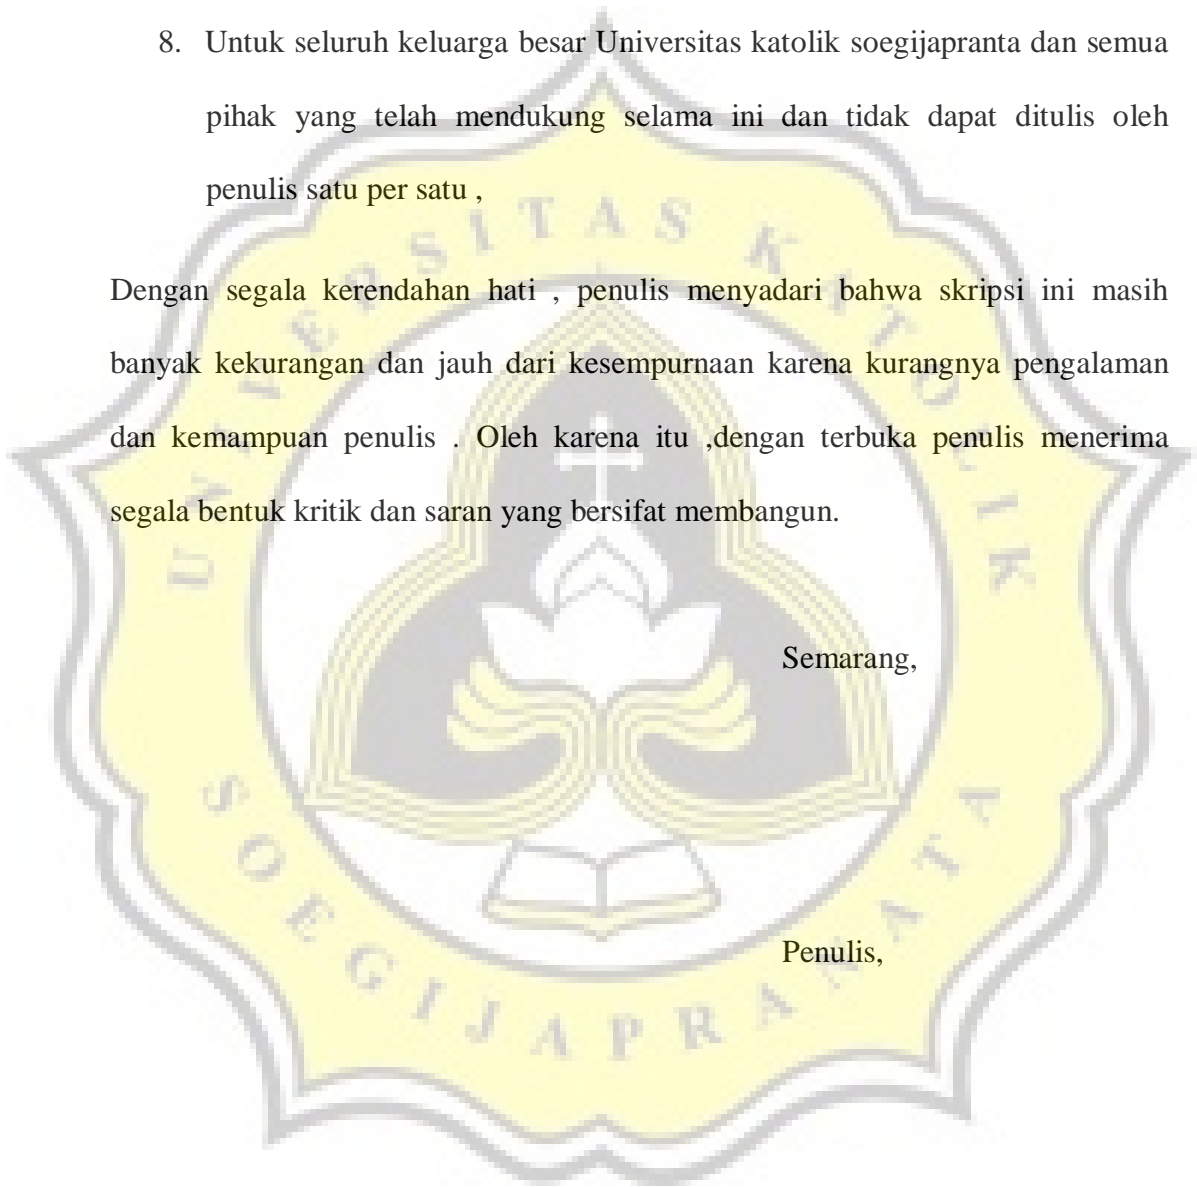 8. Untuk seluruh keluarga besar Universitas katolik soegijapranta dan semua
pihak yang telah mendukung selama ini dan tidak dapat ditulis oleh
penulis satu per satu ,
Dengan segala kerendahan hati , penulis menyadari bahwa skripsi ini masih
banyak kekurangan dan jauh dari kesempurnaan karena kurangnya pengalaman
dan kemampuan penulis . Oleh karena itu ,dengan terbuka penulis menerima
segala bentuk kritik dan saran yang bersifat membangun.
Semarang,
Penulis,
UNIVERSITAS KATOLIK
SOEGIJAPRANATA